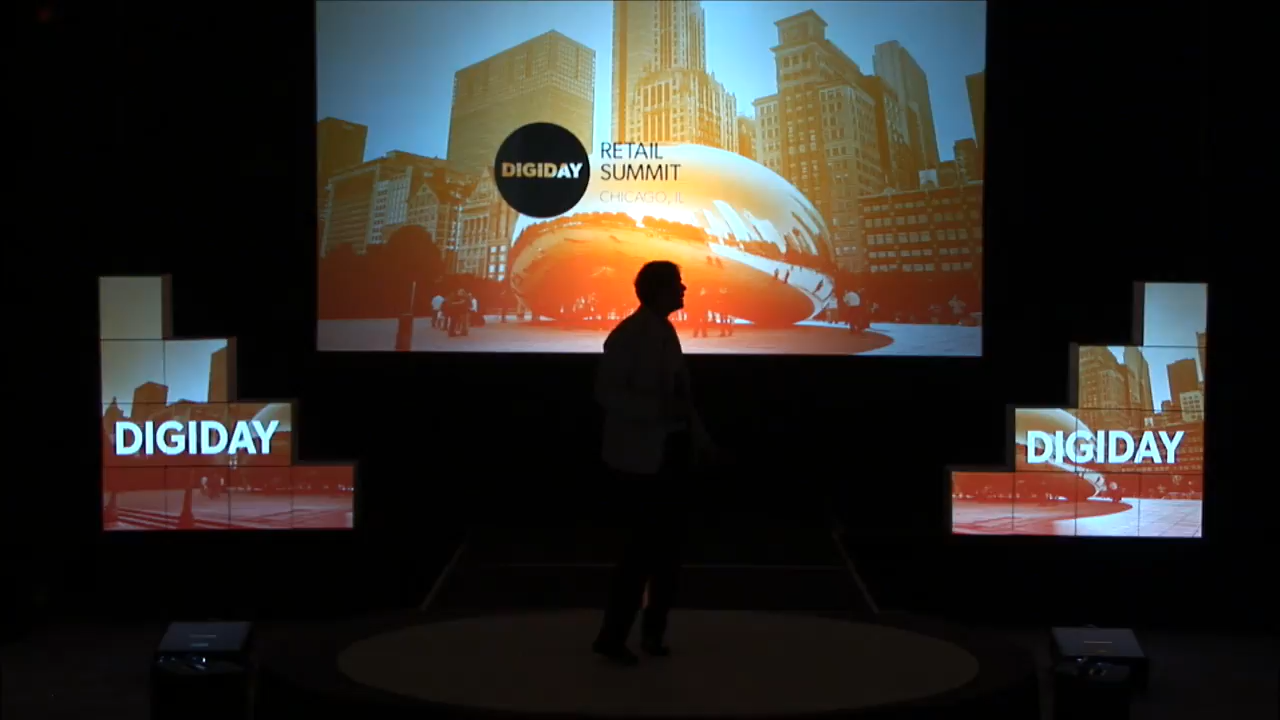 DIGIDAY
RETAIL
SUMMIT
CHICAGO, IL
DIGIDAY
DIGIDAY